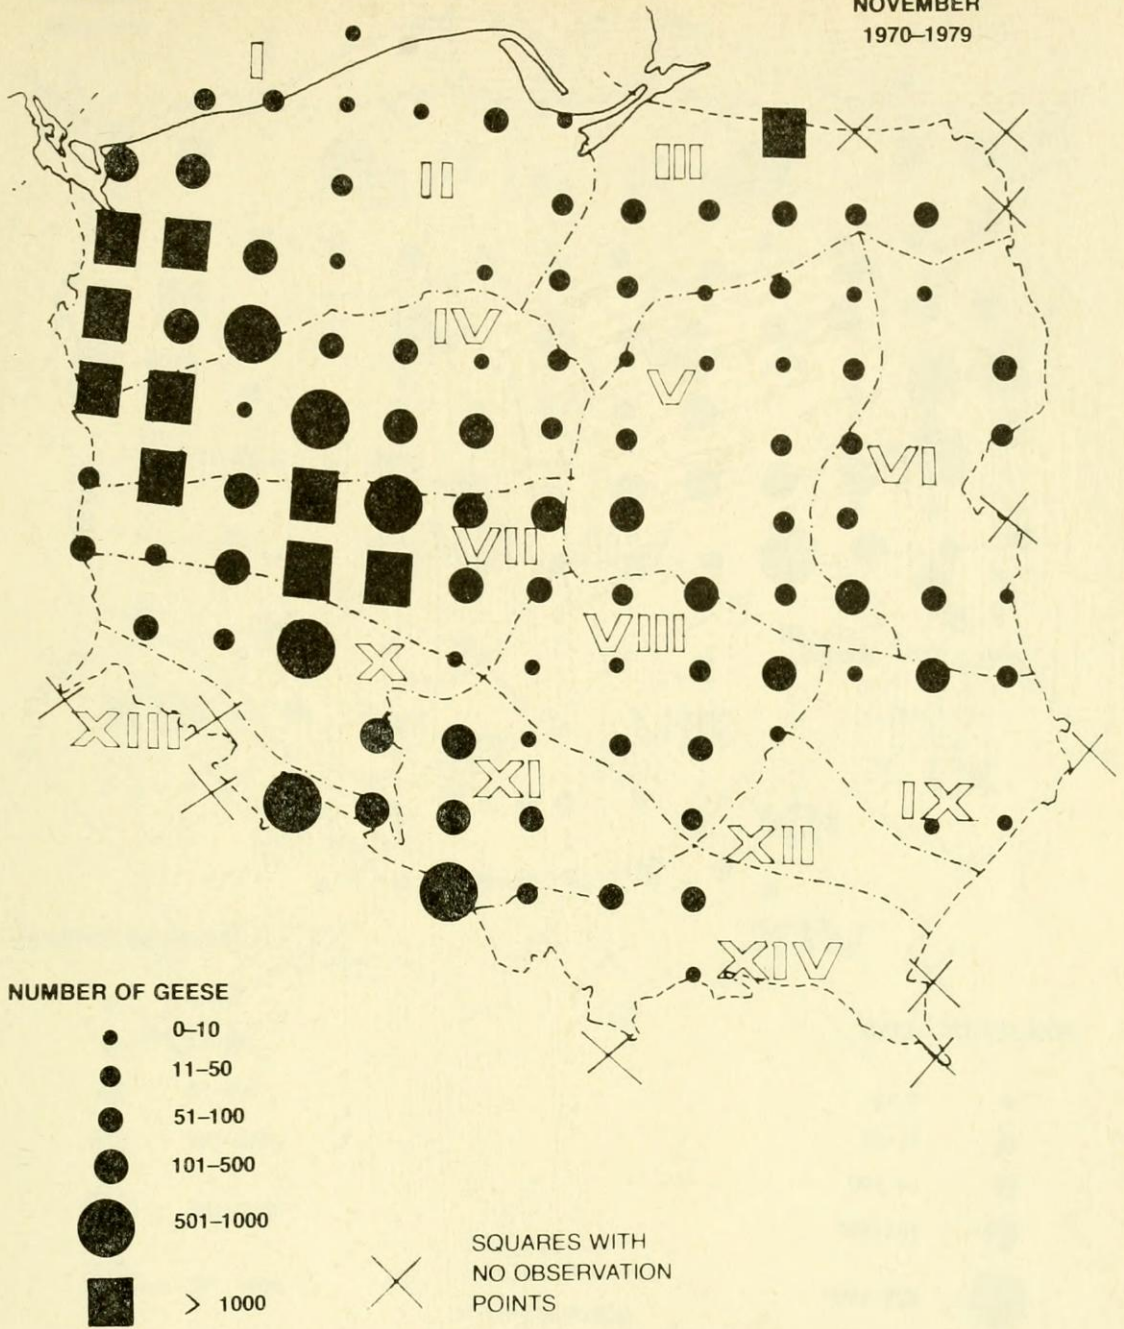 NOVEMBER
1970–1979
I
II
III
IV
V
VI
VII
VIII
X
XIII
XI
IX
XII
XIV
NUMBER OF GEESE
0–10
11–50
51–100
101–500
501–1000
> 1000
SQUARES WITH
NO OBSERVATION
POINTS